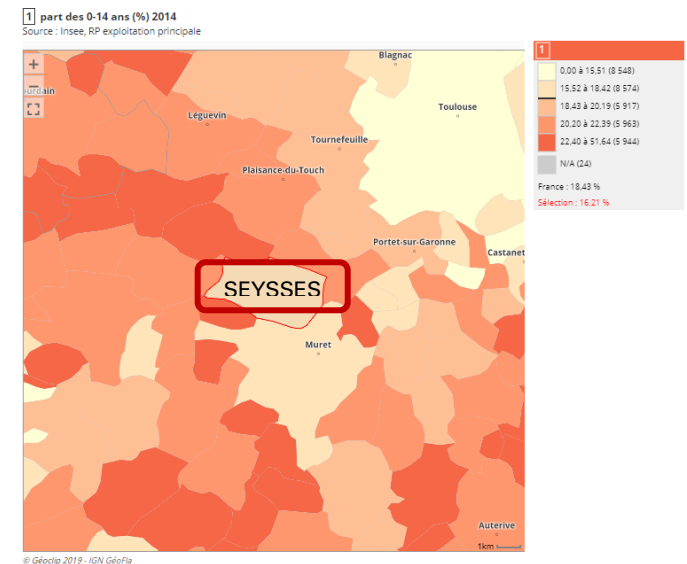 1 part des 0-14 ans (%) 2014
Source : Insee, RP exploitation principale
+
−
Blagnac
Toulouse
Léguevin
Tournefeuille
Plaisance-du-Touch
Portet-sur-Garonne
Castanet
SEYSSES
Muret
Auterive
1km
1
0,00 à 15,51 (8 548)
15,52 à 18,42 (8 574)
18,43 à 20,19 (5 917)
20,20 à 22,39 (5 963)
22,40 à 51,64 (5 944)
N/A (24)
France : 18,43 %
Sélection : 16,21 %
© Géoclip 2019 - IGN GéoFla